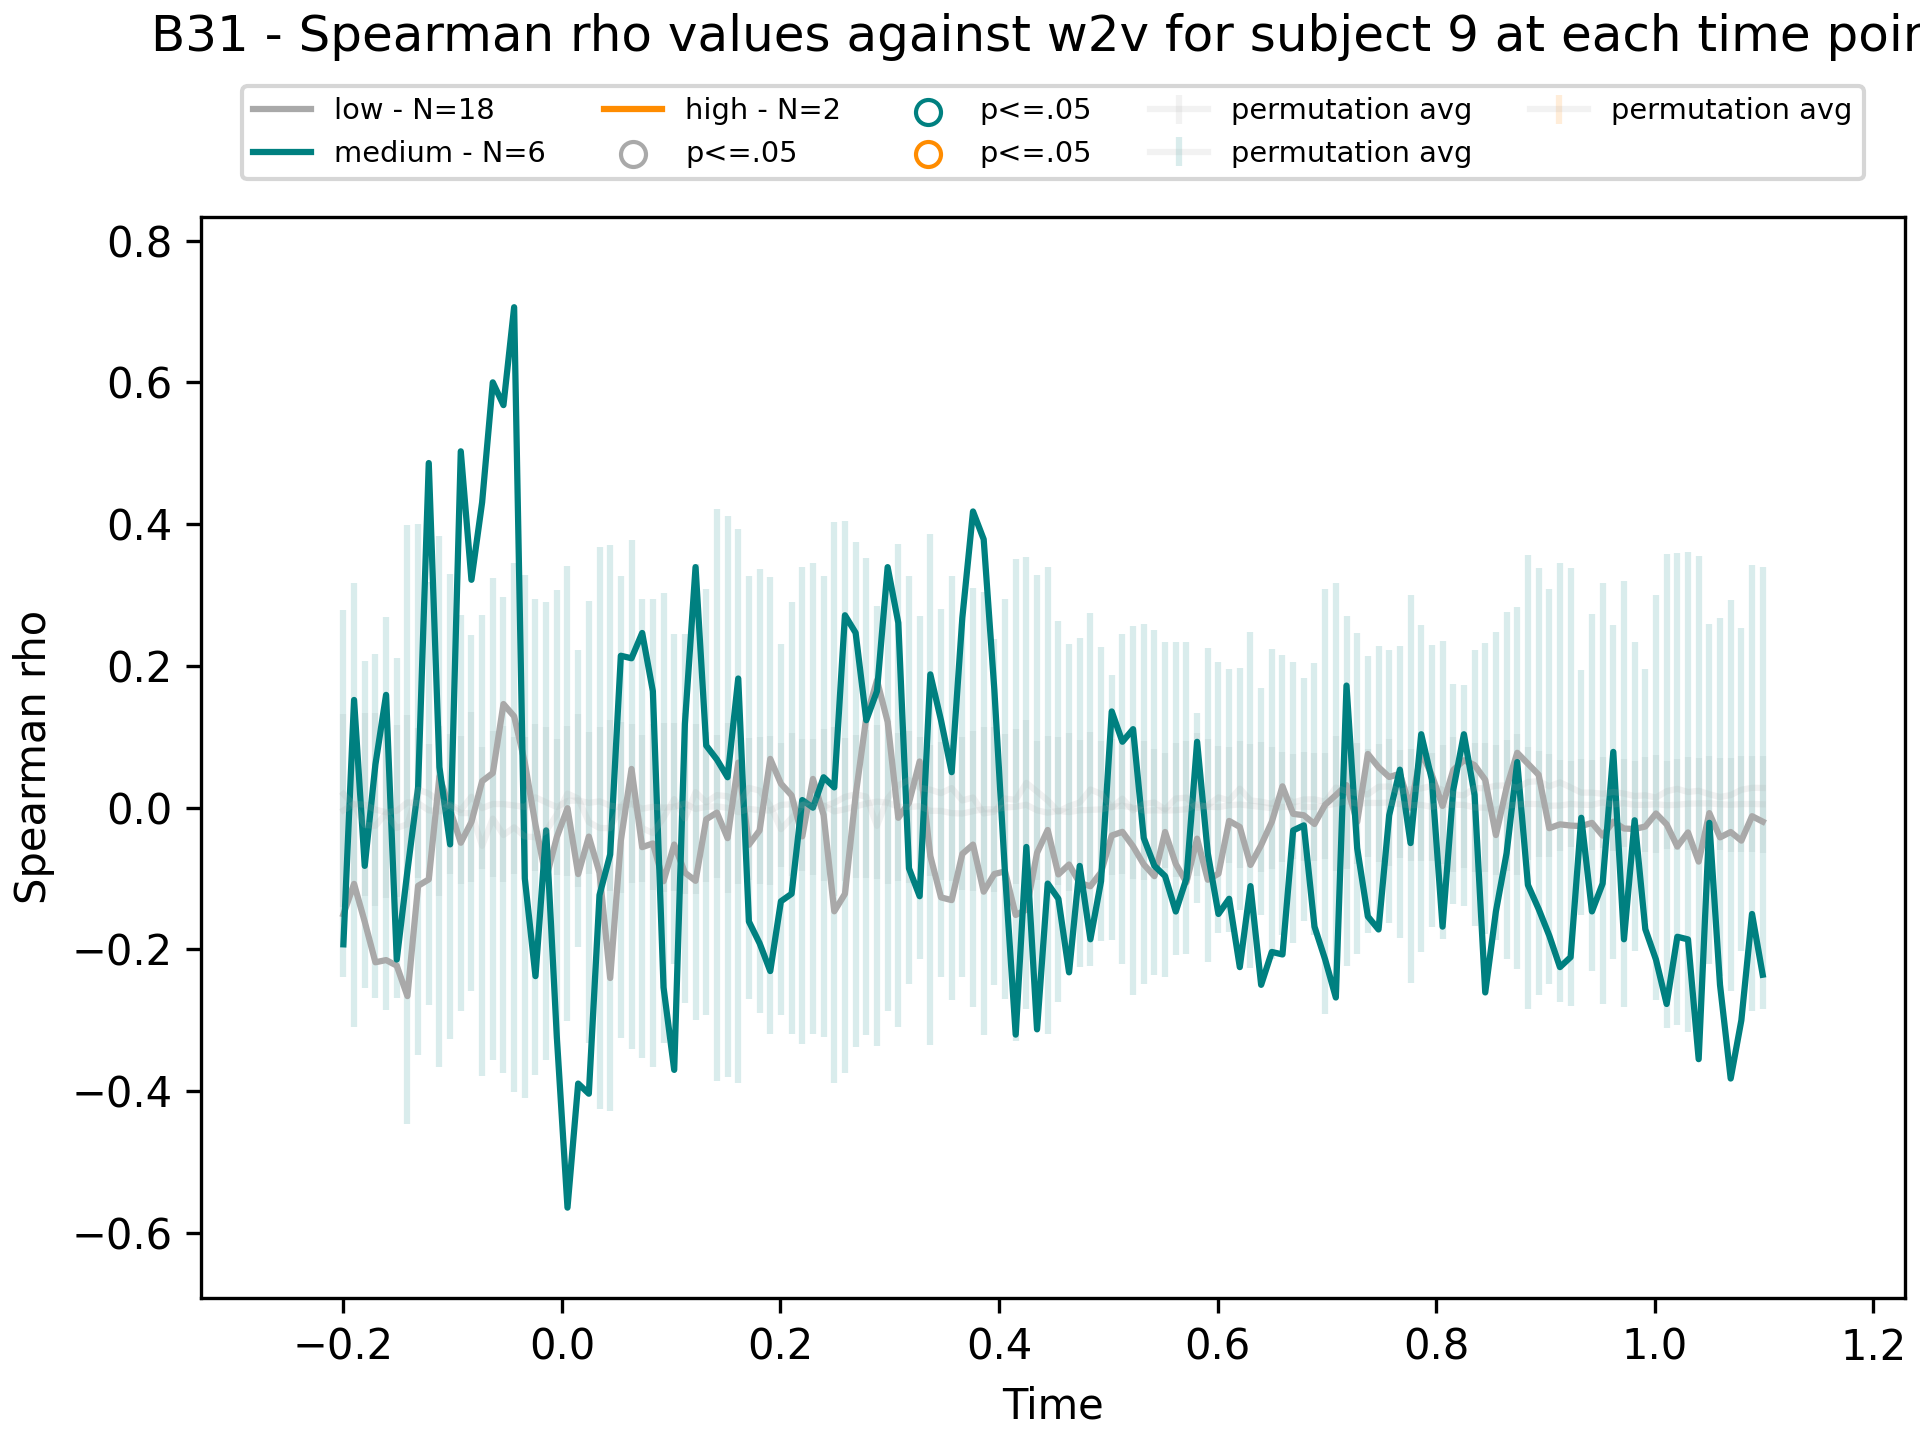 B31 - Spearman rho values against w2v for subject 9 at each time poin
low - N=18
medium - N=6
high - N=2
p<=.05
p<=.05
p<=.05
permutation avg
permutation avg
permutation avg
0.8
0.6
0.4
0.2
0.0
−0.2
−0.4
−0.6
Spearman rho
−0.2 0.0 0.2 0.4 0.6 0.8 1.0 1.2
Time